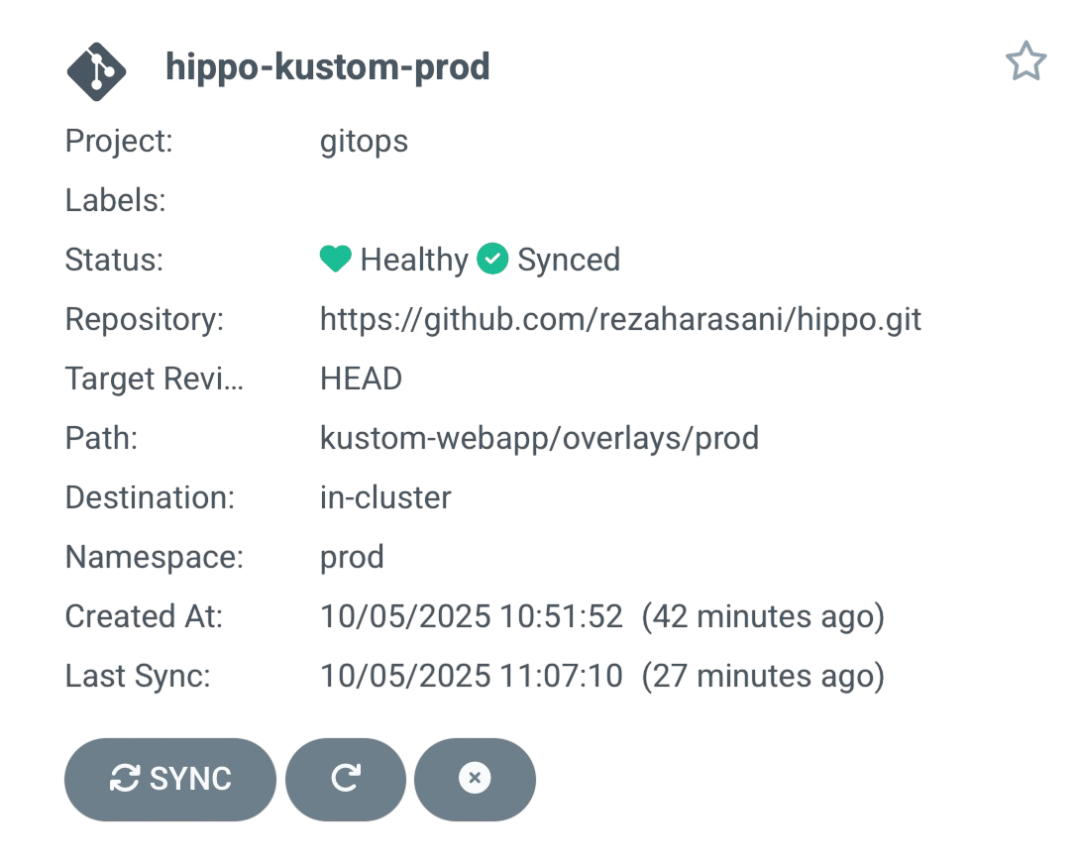 hippo-kustom-prod
Project: gitops
Labels:
Status: Healthy Synced
Repository: https://github.com/rezaharasani/hippo.git
Target Revi... HEAD
Path: kustom-webapp/overlays/prod
Destination: in-cluster
Namespace: prod
Created At: 10/05/2025 10:51:52 (42 minutes ago)
Last Sync: 10/05/2025 11:07:10 (27 minutes ago)
SYNC